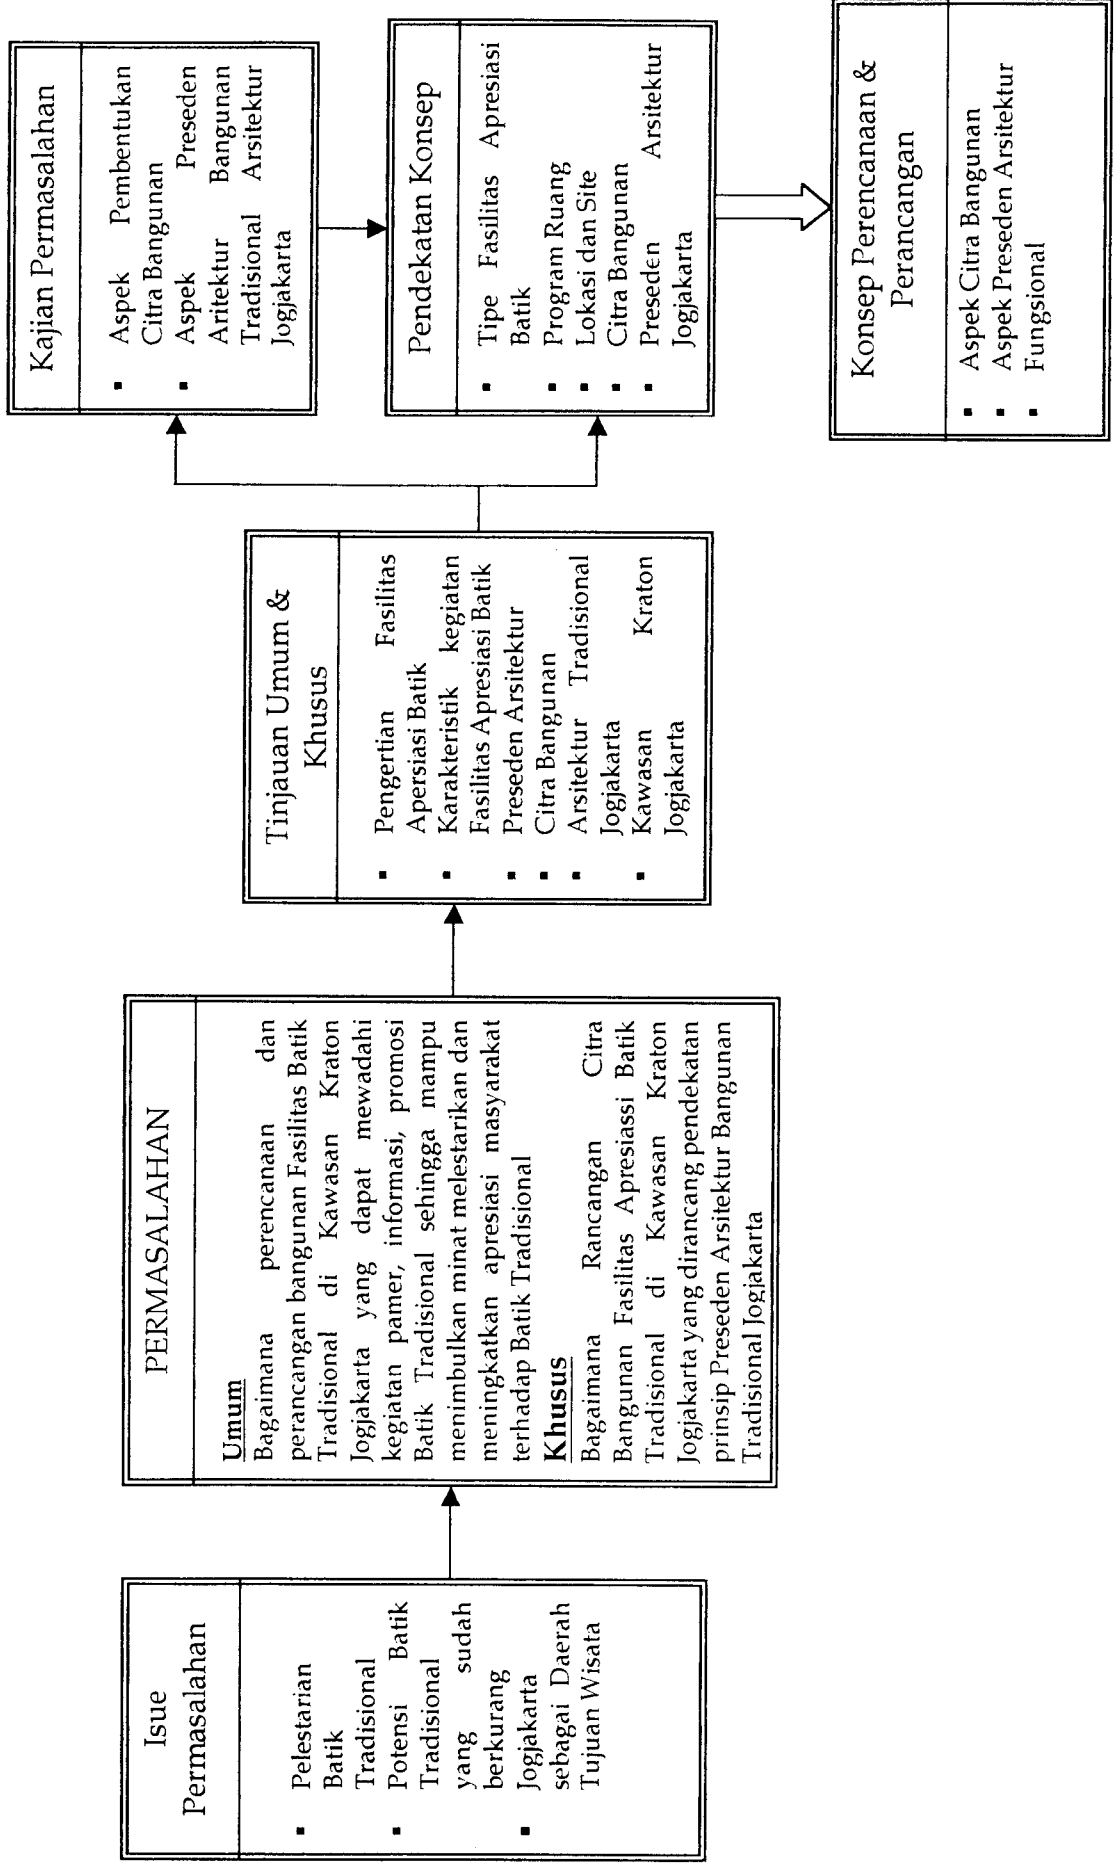 Isue
Permasalahan
▪ Pelestarian
Batik
Tradisional
▪ Potensi Batik
Tradisional
yang sudah
berkurang
▪ Jogjakarta
sebagai Daerah
Tujuan Wisata
PERMASALAHAN
Umum
Bagaimana perencanaan dan
perancangan bangunan Fasilitas Batik
Tradisional di Kawasan Kraton
Jogjakarta yang dapat mewadahi
kegiatan pamer, informasi, promosi
Batik Tradisional sehingga mampu
menimbulkan minat melestarikan dan
meningkatkan apresiasi masyarakat
terhadap Batik Tradisional
Khusus
Bagaimana Rancangan Citra
Bangunan Fasilitas Apresiassi Batik
Tradisional di Kawasan Kraton
Jogjakarta yang dirancang pendekatan
prinsip Preseden Arsitektur Bangunan
Tradisional Jogjakarta
Tinjauan Umum &
Khusus
▪ Pengertian Fasilitas
Apersiasi Batik
▪ Karakteristik kegiatan
Fasilitas Apresiasi Batik
▪ Preseden Arsitektur
▪ Citra Bangunan
▪ Arsitektur Tradisional
Jogjakarta
▪ Kawasan Kraton
Jogjakarta
Kajian Permasalahan
▪ Aspek Pembentukan
Citra Bangunan
▪ Aspek Preseden
Aritektur Bangunan
Tradisional Arsitektur
Jogjakarta
Pendekatan Konsep
▪ Tipe Fasilitas Apresiasi
Batik
▪ Program Ruang
▪ Lokasi dan Site
▪ Citra Bangunan
▪ Preseden Arsitektur
Jogjakarta
Konsep Perencanaan &
Perancangan
▪ Aspek Citra Bangunan
▪ Aspek Preseden Arsitektur
▪ Fungsional